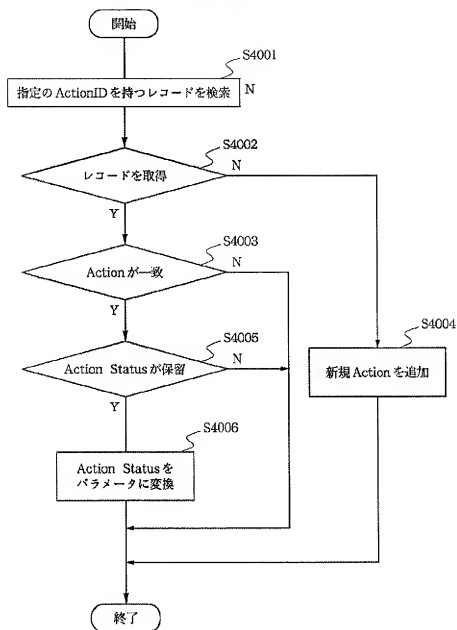 開始
S4001
指定のActionIDを持つレコードを検索
N
S4002
レコードを取得
N
Y
S4003
Actionが一致
N
Y
S4004
新規Actionを追加
S4005
Action Statusが保留
N
Y
S4006
Action Statusを
パラメータに変換
終了